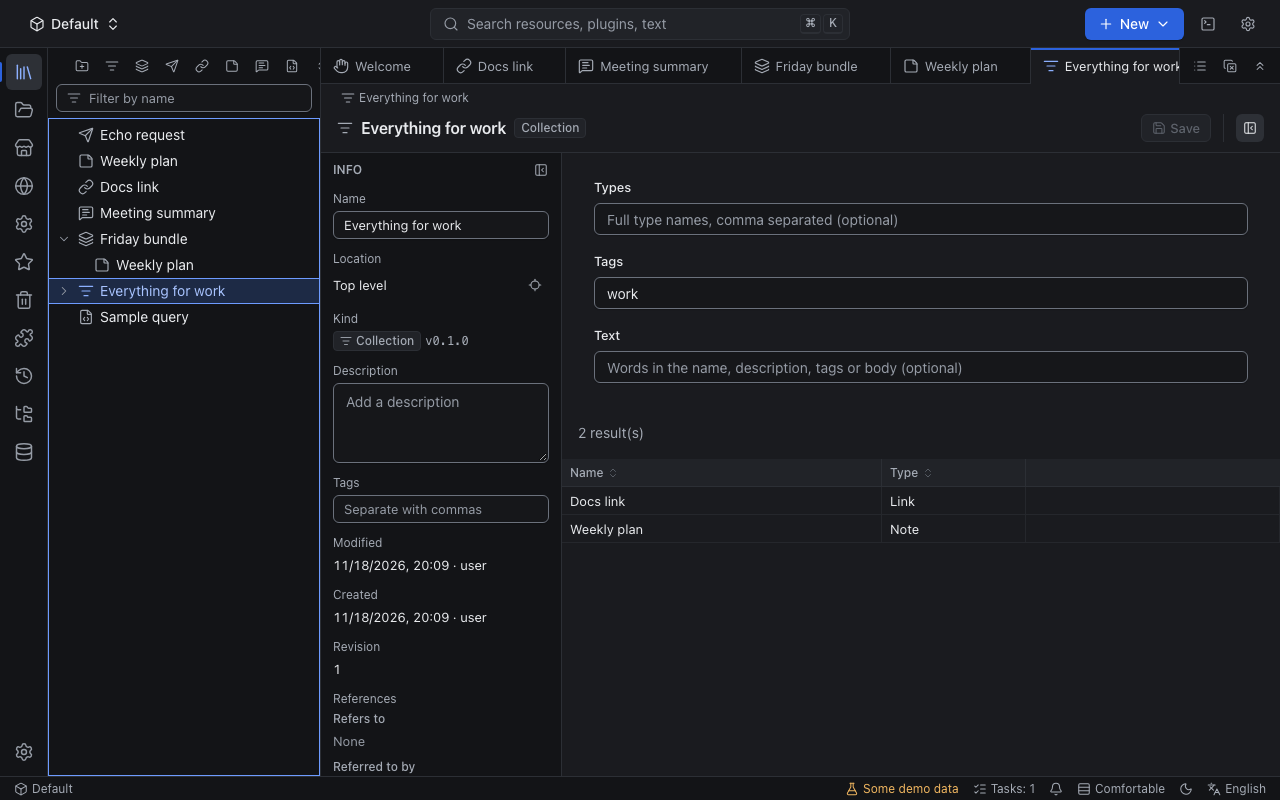 Default
Search resources, plugins, text
⌘ K
New
Welcome
Docs link
Meeting summary
Friday bundle
Weekly plan
Everything for work
Filter by name
Echo request
Weekly plan
Docs link
Meeting summary
Friday bundle
Weekly plan
Everything for work
Sample query
Everything for work
Everything for work
Collection
Save
INFO
Name
Everything for work
Location
Top level
Kind
Collection v0.1.0
Description
Add a description
Tags
Separate with commas
Modified
11/18/2026, 20:09 · user
Created
11/18/2026, 20:09 · user
Revision
1
References
Refers to
None
Referred to by
Types
Full type names, comma separated (optional)
Tags
work
Text
Words in the name, description, tags or body (optional)
2 result(s)
Name Type
Docs link Link
Weekly plan Note
Default
Some demo data
Tasks: 1
Comfortable
English